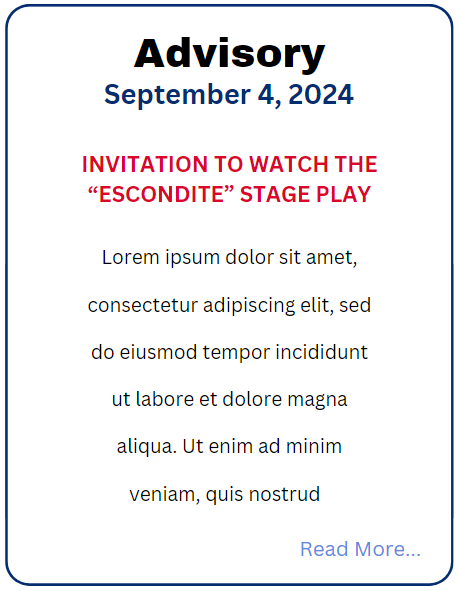 Advisory
September 4, 2024
INVITATION TO WATCH THE
“ESCONDITE” STAGE PLAY
Lorem ipsum dolor sit amet,
consectetur adipiscing elit, sed
do eiusmod tempor incididunt
ut labore et dolore magna
aliqua. Ut enim ad minim
veniam, quis nostrud
Read More...